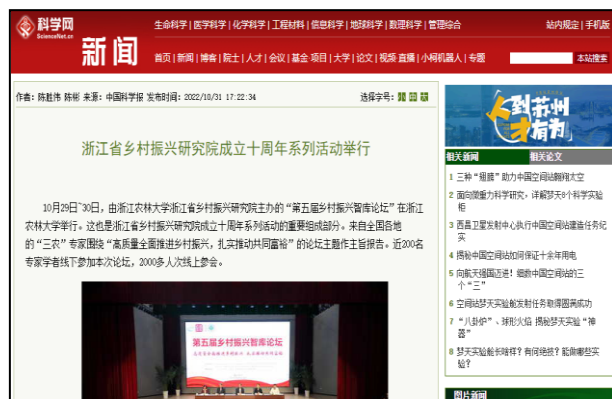 科学网
ScienceNet.cn
新闻
生命科学|医学科学|化学科学|工程材料|信息科学|地球科学|数理科学|管理综合
站内规定|手机版
首页|新闻|博客|院士|人才|会议|基金·项目|大学|论文|视频·直播|小柯机器人|专题
本站搜索
作者:陈胜伟 陈彬 来源:中国科学报 发布时间:2022/10/31 17:22:34
选择字号:小 中 大
浙江省乡村振兴研究院成立十周年系列活动举行
10月29日~30日,由浙江农林大学浙江省乡村振兴研究院主办的“第五届乡村振兴智库论坛”在浙江
农林大学举行。这也是浙江省乡村振兴研究院成立十周年系列活动的重要组成部分。来自全国各地
的“三农”专家围绕“高质量全面推进乡村振兴,扎实推动共同富裕”的论坛主题作主旨报告。近200名
专家学者线下参加本次论坛,2000多人次线上参会。
第五届乡村振兴智库论坛
到苏州
才有为
相关新闻
相关论文
1 三种“翅膀”助力中国空间站翱翔太空
2 面向微重力科学研究,详解梦天8个科学实验
柜
3 西昌卫星发射中心执行中国空间站建造任务纪
实
4 揭秘中国空间站如何保证十余年用电
5 向航天强国迈进!细数中国空间站的三
个“三”
6 空间站梦天实验舱发射任务取得圆满成功
7 “八卦炉”、球形火焰 揭秘梦天实验“神
器”
8 梦天实验舱长啥样?有何绝技?能做哪些实
验?
图片新闻